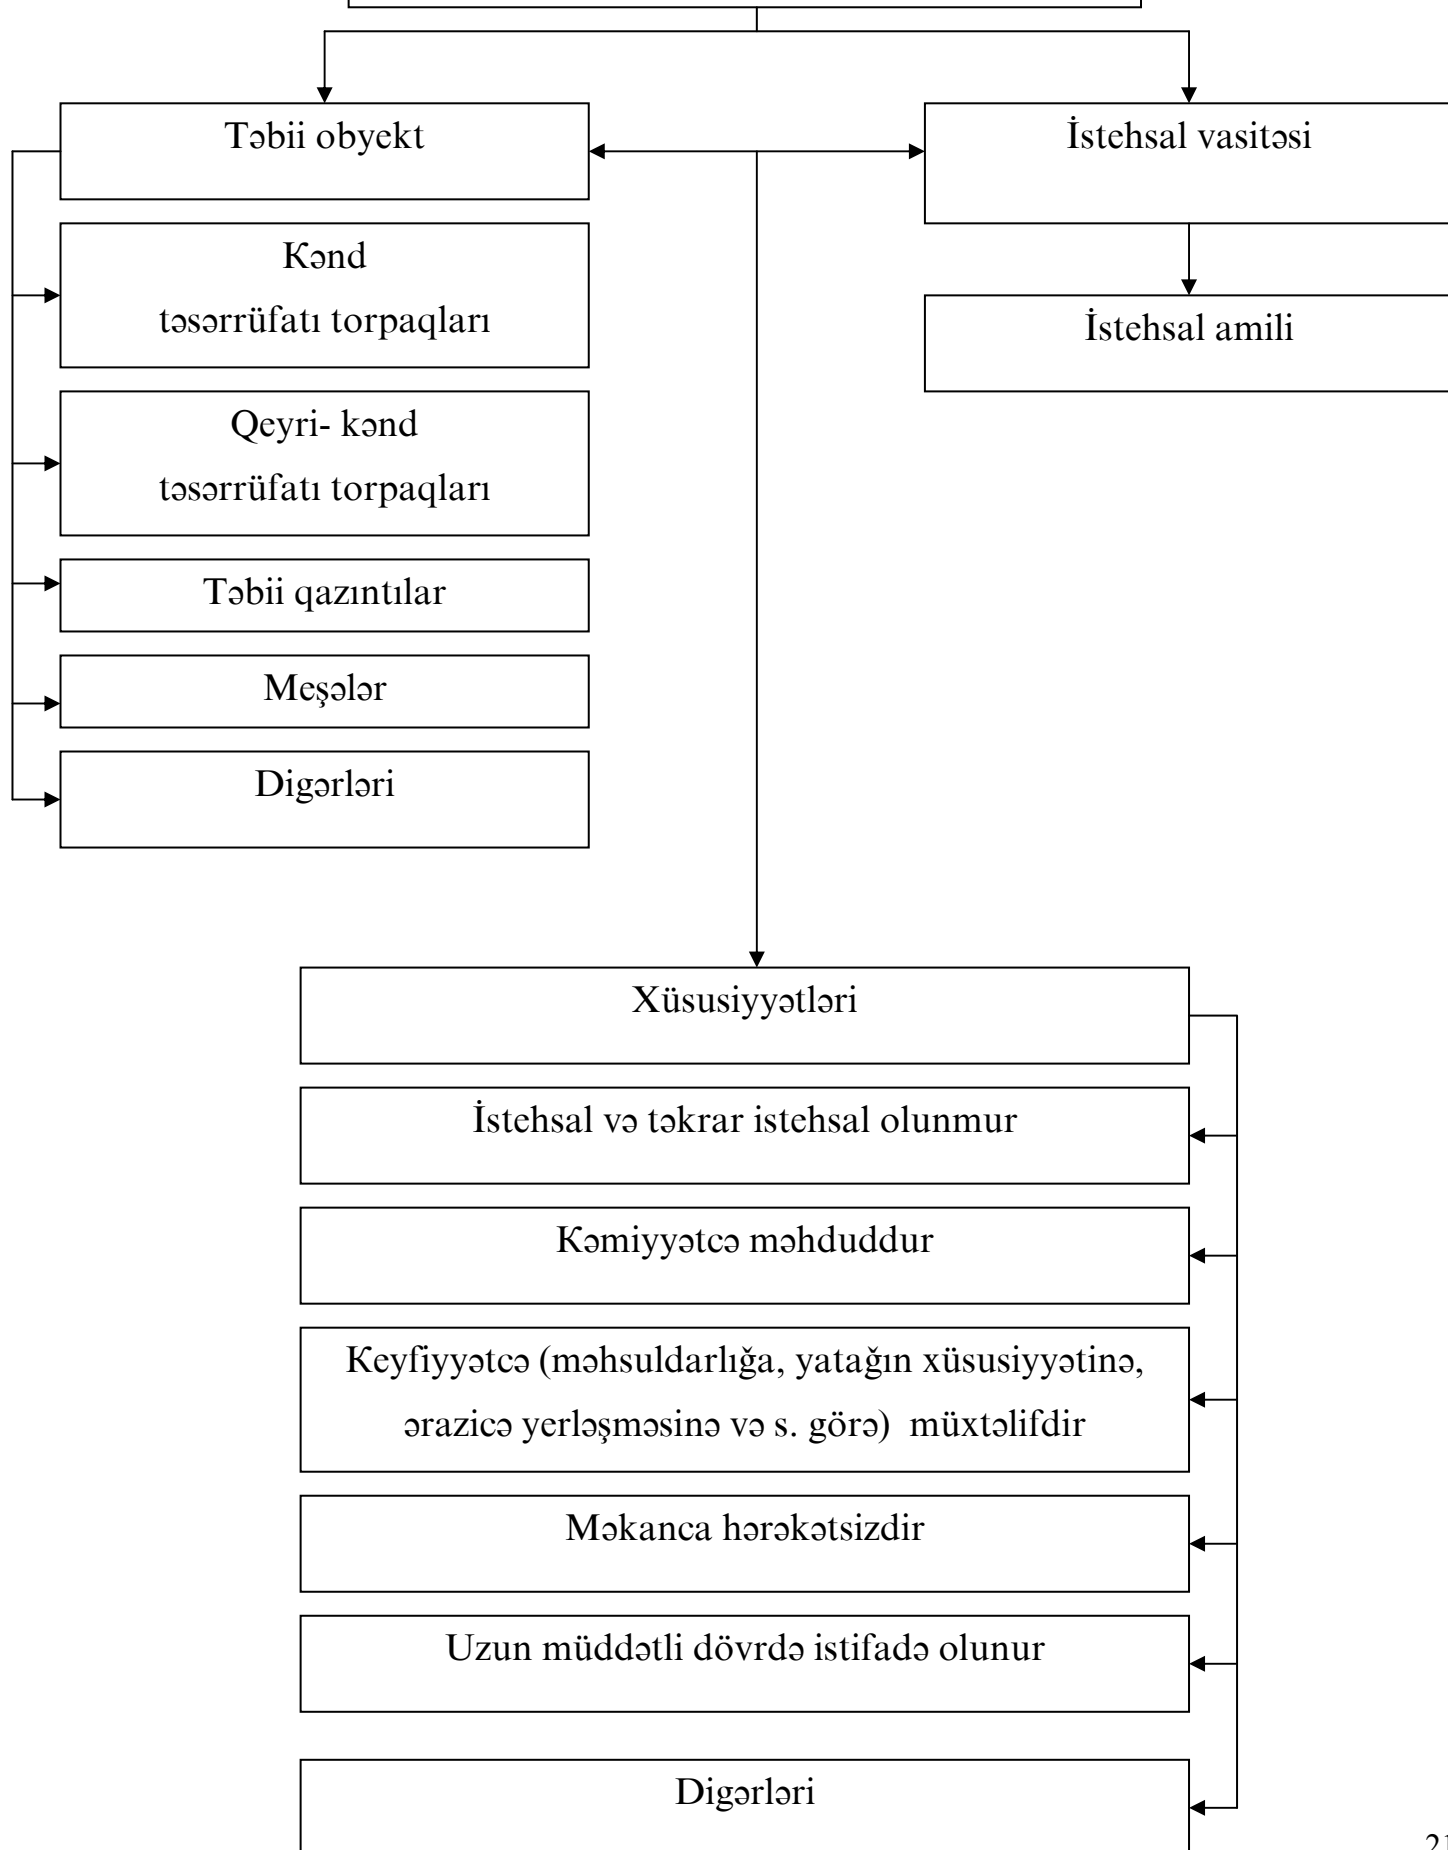 Təbii obyekt
İstehsal vasitəsi
Kənd
təsərrüfatı torpaqları
İstehsal amili
Qeyri- kənd
təsərrüfatı torpaqları
Təbii qazıntılar
Meşələr
Digərləri
Xüsusiyyətləri
İstehsal və təkrar istehsal olunmur
Kəmiyyətcə məhduddur
Keyfiyyətcə (məhsuldarlığa, yatağın xüsusiyyətinə,
ərazicə yerləşməsinə və s. görə) müxtəlifdir
Məkanca hərəkətsizdir
Uzun müddətli dövrdə istifadə olunur
Digərləri